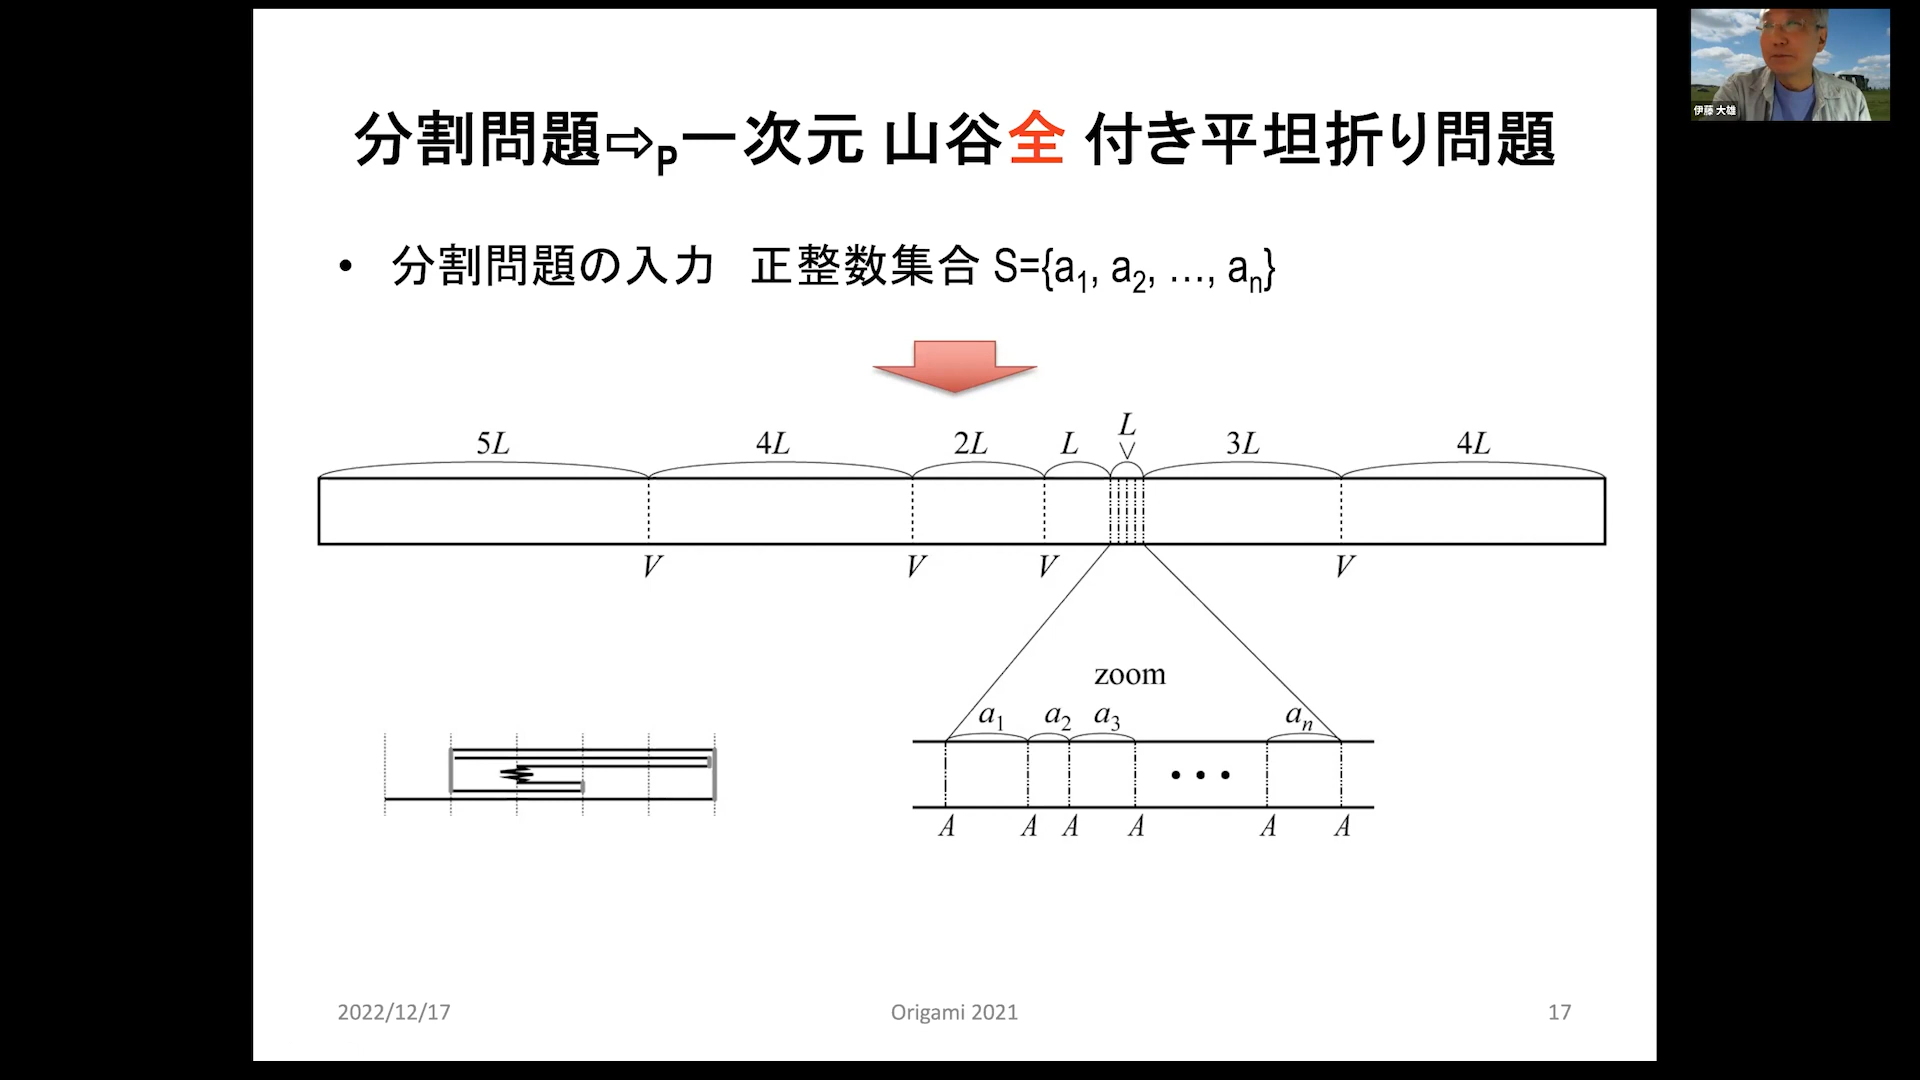 伊藤 大雄
分割問題⇨P一次元 山谷全 付き平坦折り問題
• 分割問題の入力 正整数集合 S={a1, a2, …, an}
5L 4L 2L L L 3L 4L
V V V V
zoom
a1 a2 a3 an
• • •
A A A A A A
2022/12/17 Origami 2021 17